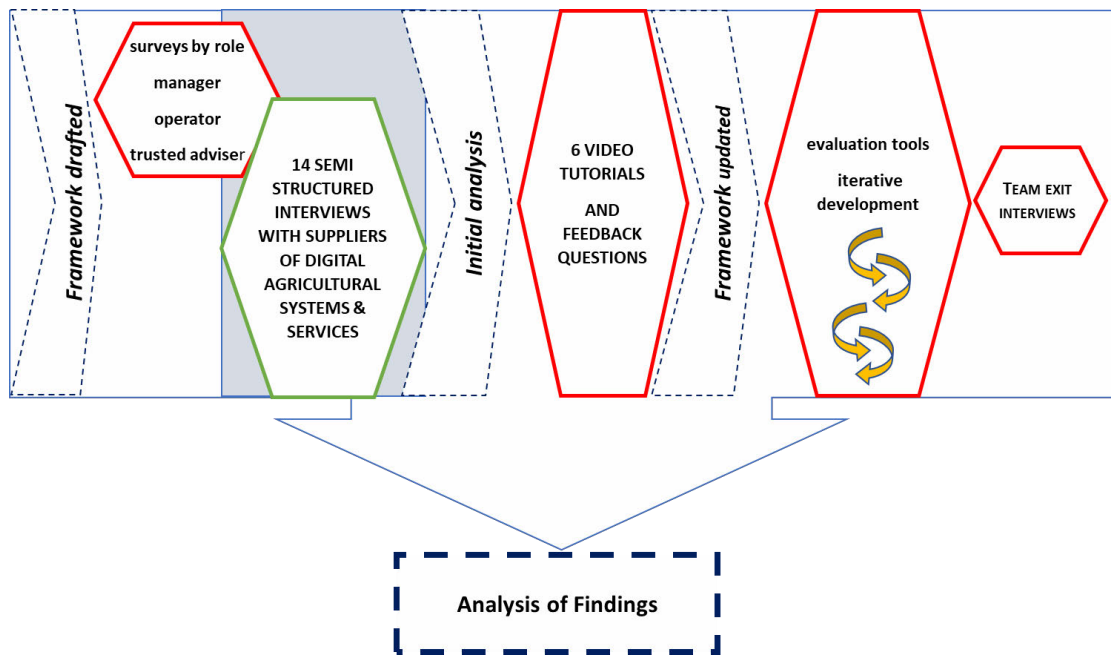 Framework drafted
surveys by role
manager
operator
trusted adviser
14 SEMI
STRUCTURED
INTERVIEWS
WITH SUPPLIERS
OF DIGITAL
AGRICULTURAL
SYSTEMS &
SERVICES
Initial analysis
6 VIDEO
TUTORIALS
AND
FEEDBACK
QUESTIONS
Framework updated
evaluation tools
iterative
development
TEAM EXIT
INTERVIEWS
Analysis of Findings